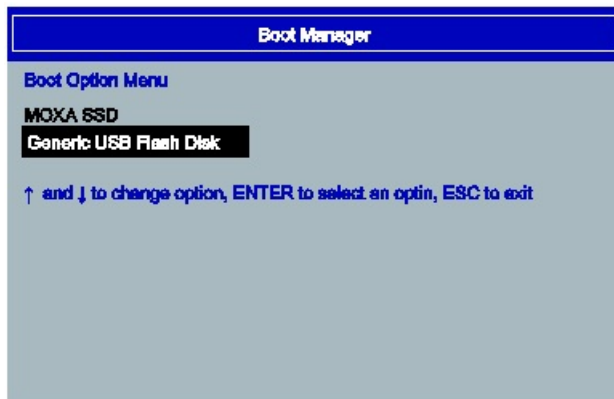 Boot Manager
Boot Option Menu
MOXA SSD
Generic USB Flash Disk
↑ and ↓ to change option, ENTER to select an optin, ESC to exit